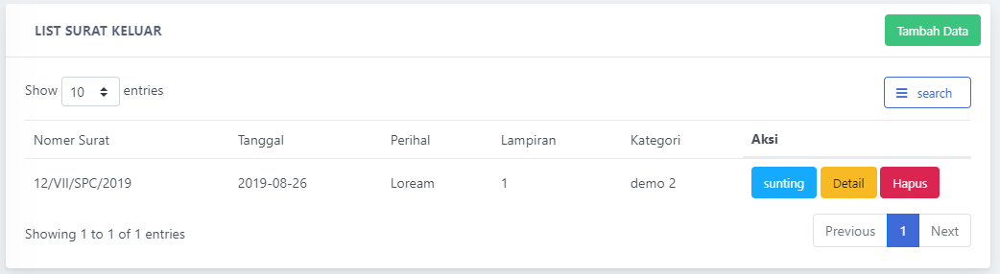 LIST SURAT KELUAR
Tambah Data
Show 10 entries
search
Nomer Surat Tanggal Perihal Lampiran Kategori Aksi
12/VII/SPC/2019 2019-08-26 Loream 1 demo 2 sunting Detail Hapus
Showing 1 to 1 of 1 entries
Previous 1 Next